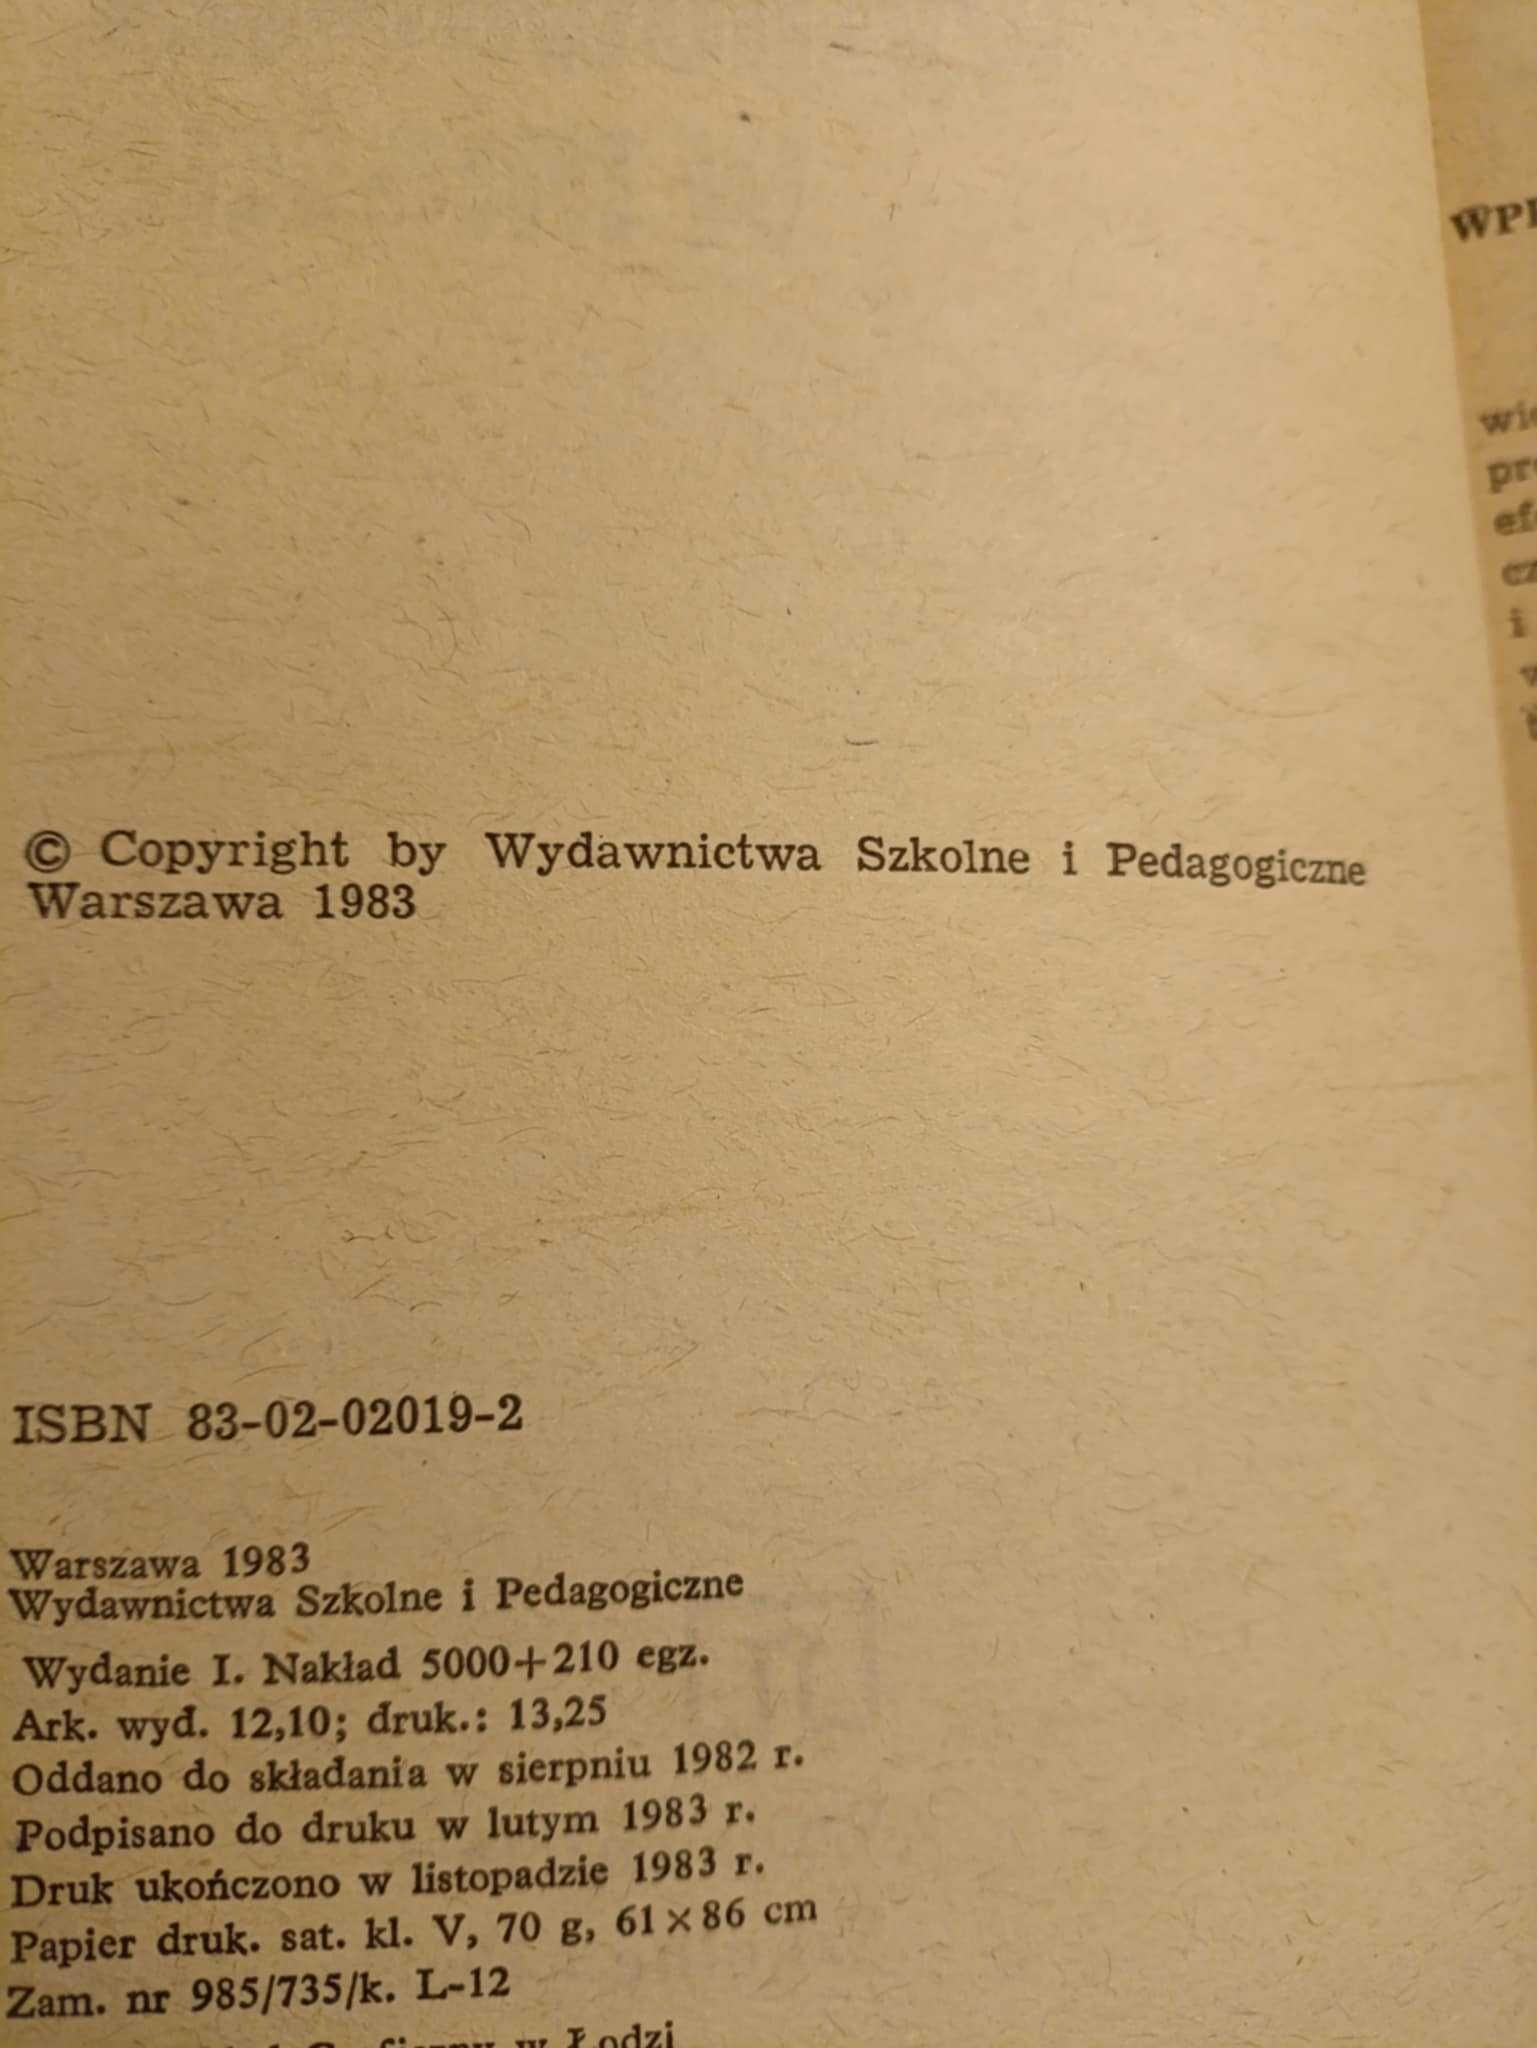 © Copyright by Wydawnictwa Szkolne i Pedagogiczne
Warszawa 1983
ISBN 83-02-02019-2
Warszawa 1983
Wydawnictwa Szkolne i Pedagogiczne
Wydanie I. Nakład 5000+210 egz.
Ark. wyd. 12,10; druk.: 13,25
Oddano do składania w sierpniu 1982 r.
Podpisano do druku w lutym 1983 r.
Druk ukończono w listopadzie 1983 r.
Papier druk. sat. kl. V, 70 g, 61×86 cm
Zam. nr 985/735/k. L-12
w Łodzi
i